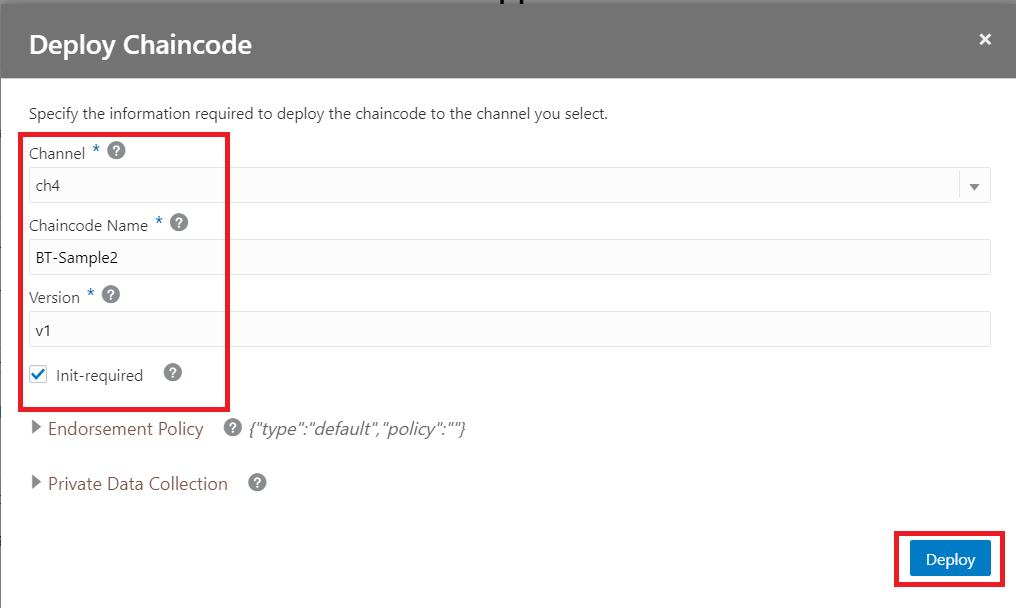 Deploy Chaincode ×
Specify the information required to deploy the chaincode to the channel you select.
Channel * ?
ch4
Chaincode Name * ?
BT-Sample2
Version * ?
v1
Init-required ?
Endorsement Policy ? {"type":"default","policy":""}
Private Data Collection ?
Deploy